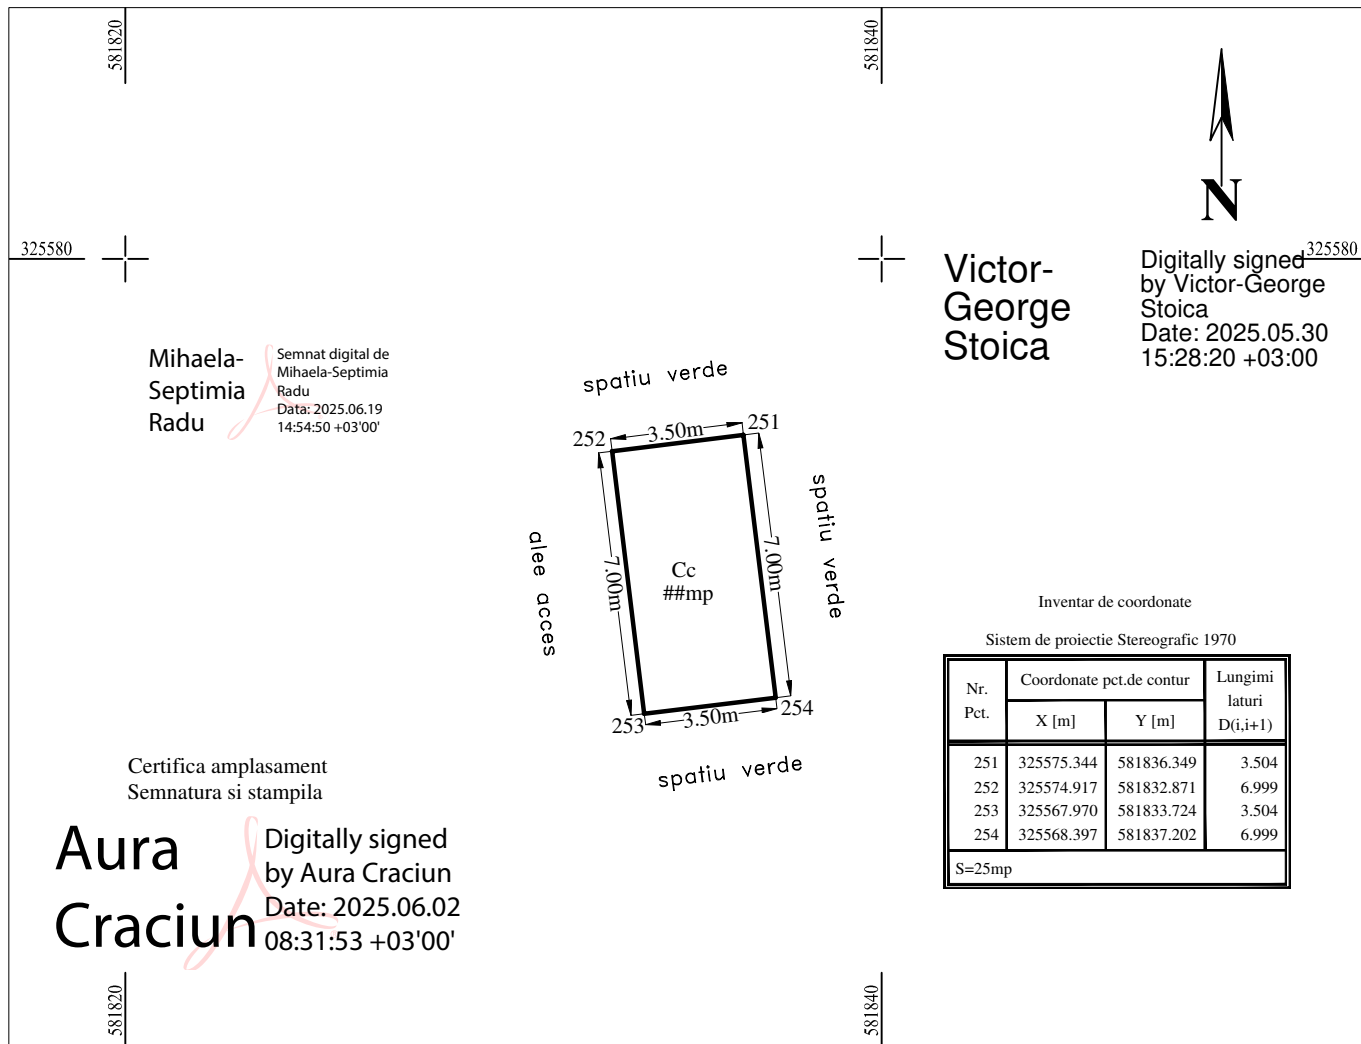 581820
581840
N
325580
325580
Victor-
George
Stoica
Digitally signed
by Victor-George
Stoica
Date: 2025.05.30
15:28:20 +03:00
Mihaela-
Septimia
Radu
Semnat digital de
Mihaela-Septimia
Radu
Data: 2025.06.19
14:54:50 +03'00'
spatiu verde
252
3.50m
251
alee acces
7.00m
Cc
##mp
7.00m
spatiu verde
253
3.50m
254
spatiu verde
Inventar de coordonate
Sistem de proiectie Stereografic 1970
Nr.
Pct.
Coordonate pct.de contur
X [m]
Y [m]
Lungimi
laturi
D(i,i+1)
251 325575.344 581836.349 3.504
252 325574.917 581832.871 6.999
253 325567.970 581833.724 3.504
254 325568.397 581837.202 6.999
S=25mp
Certifica amplasament
Semnatura si stampila
Aura
Craciun
Digitally signed
by Aura Craciun
Date: 2025.06.02
08:31:53 +03'00'
581820
581840